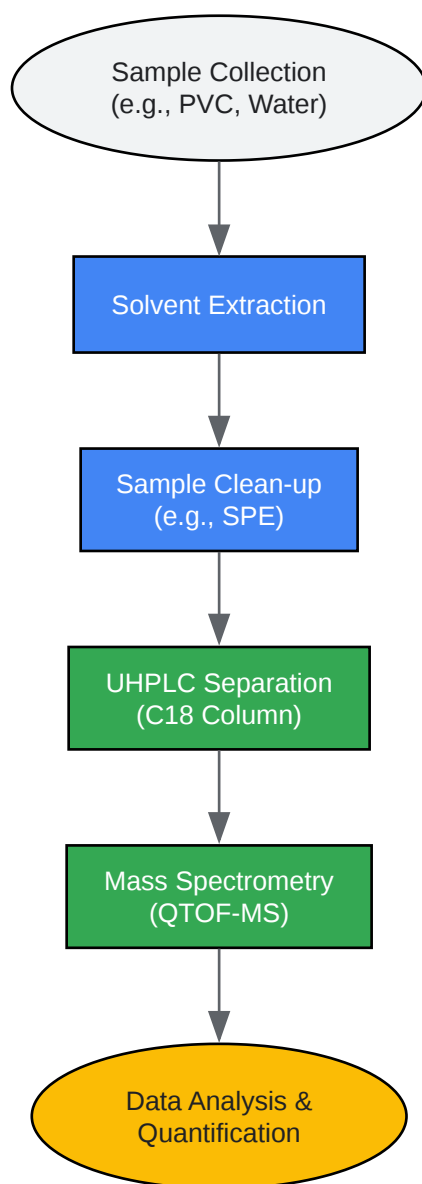 Sample Collection
(e.g., PVC, Water)
Solvent Extraction
Sample Clean-up
(e.g., SPE)
UHPLC Separation
(C18 Column)
Mass Spectrometry
(QTOF-MS)
Data Analysis &
Quantification